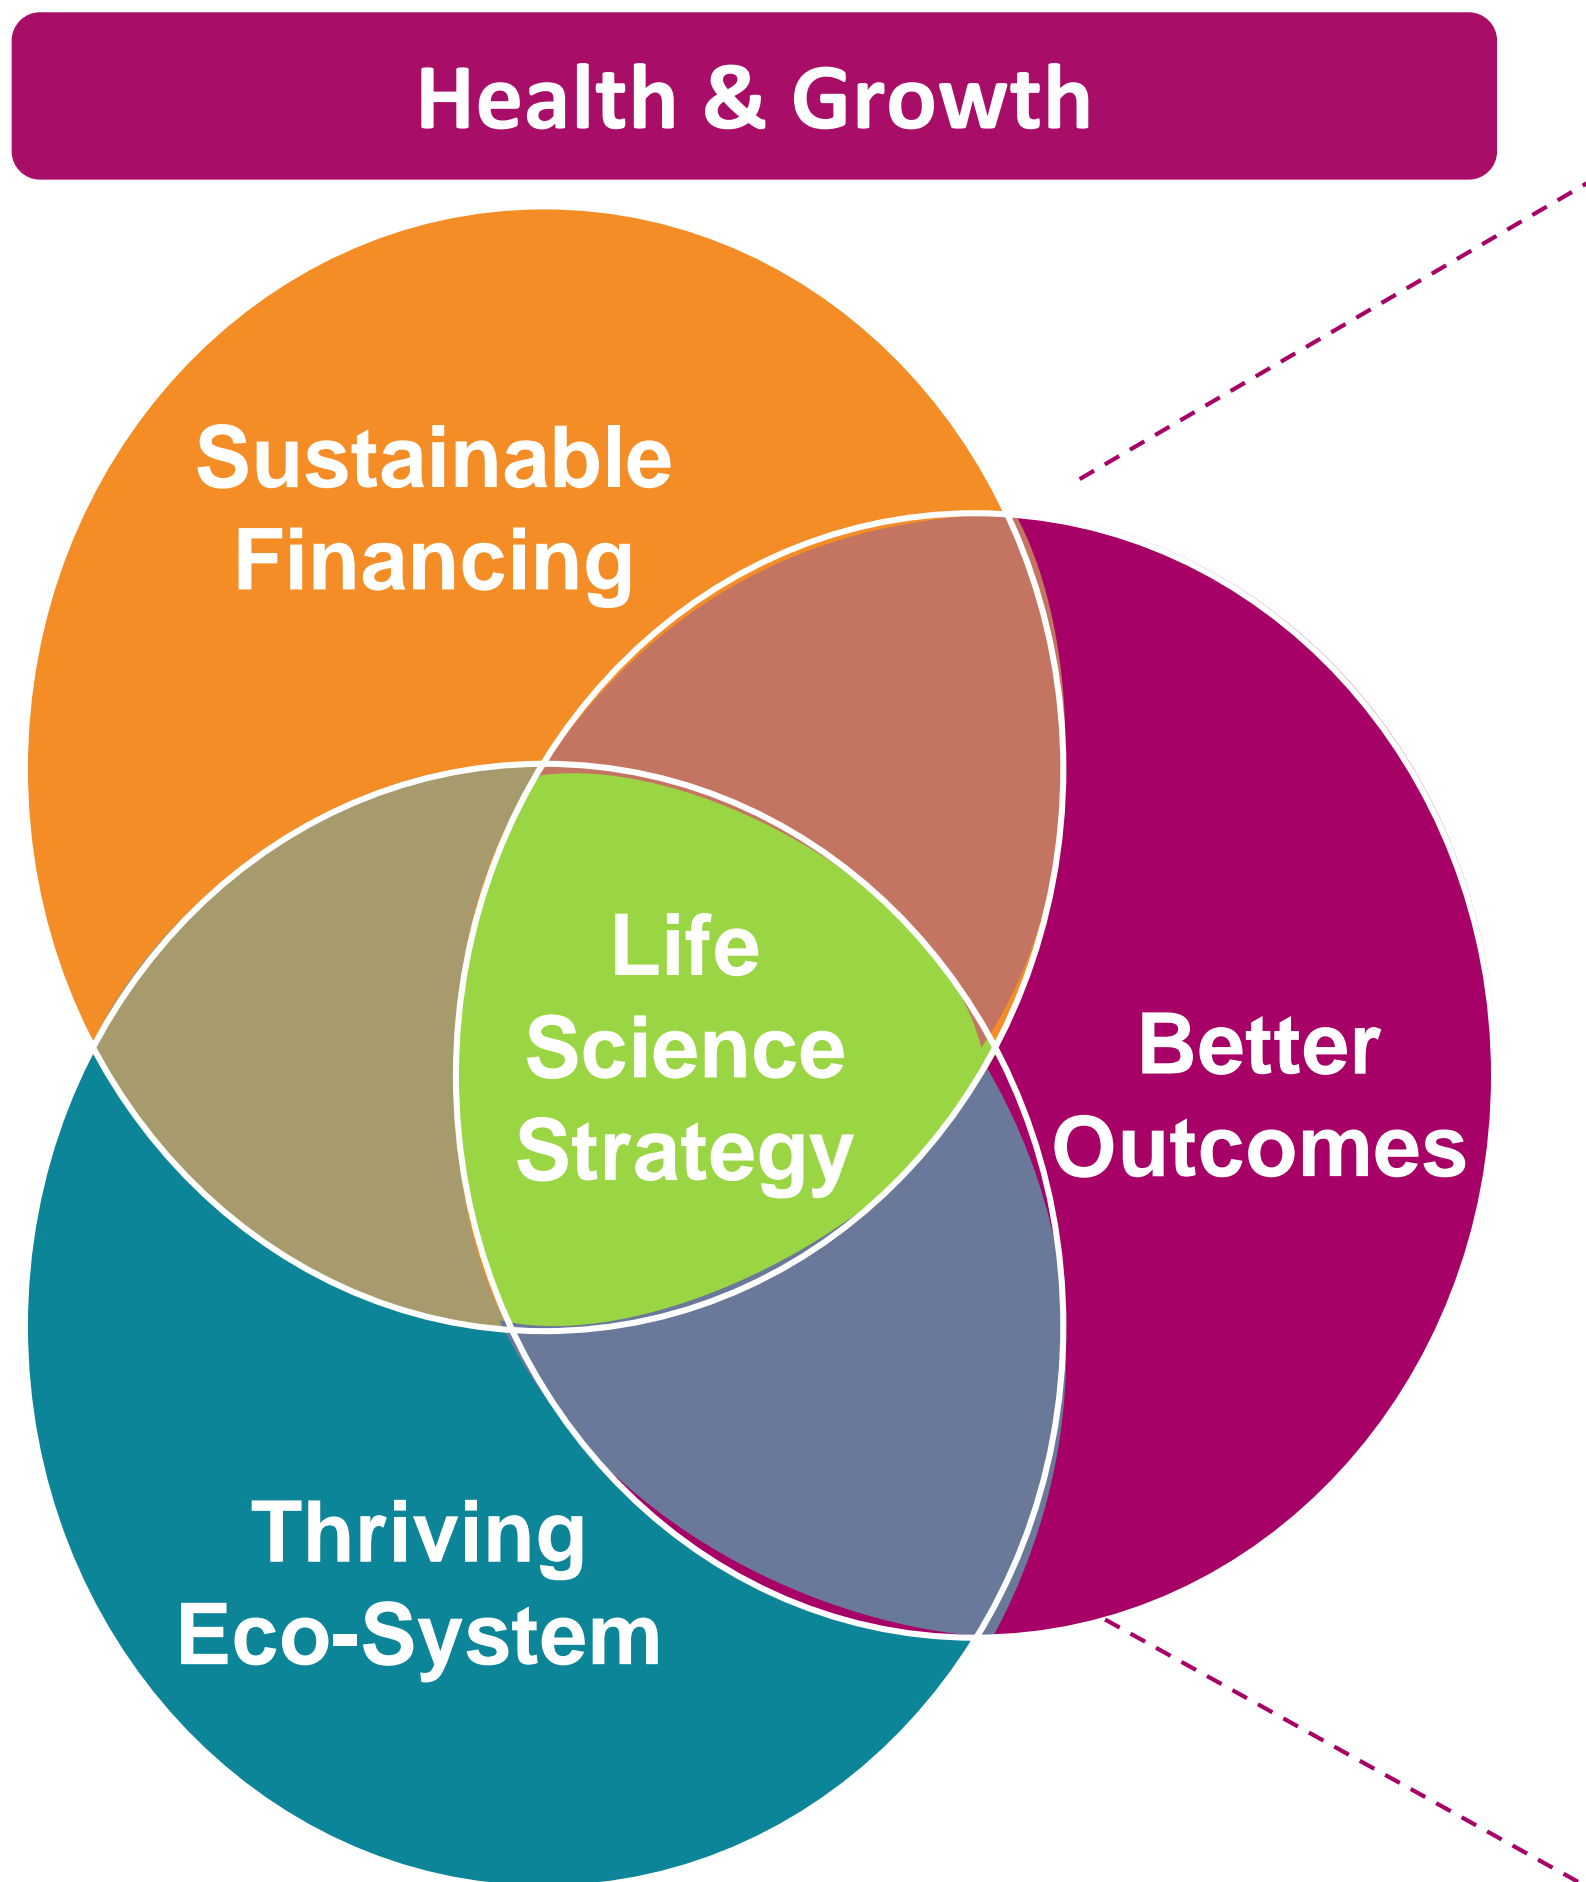 Health & Growth
Sustainable
Financing
Life
Science
Strategy
Better
Outcomes
Thriving
Eco-System